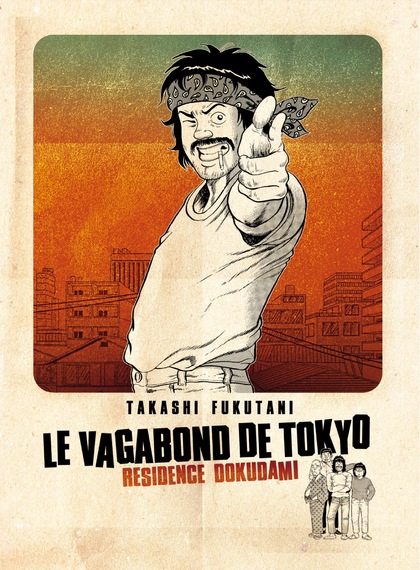 TAKASHI FUKUTANI
LE VAGABOND DE TOKYO
RESIDENCE DOKUDAMI